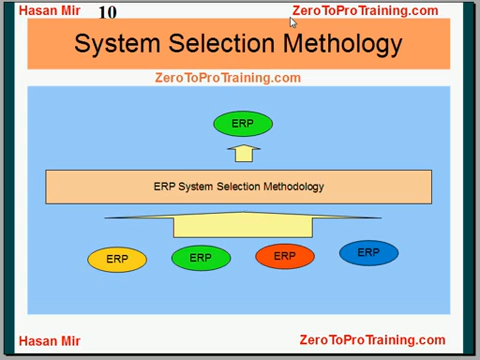 Hasan Mir 10 ZeroToProTraining.com
System Selection Methology
ZeroToProTraining.com
ERP
ERP System Selection Methodology
ERP ERP ERP ERP
Hasan Mir ZeroToProTraining.com